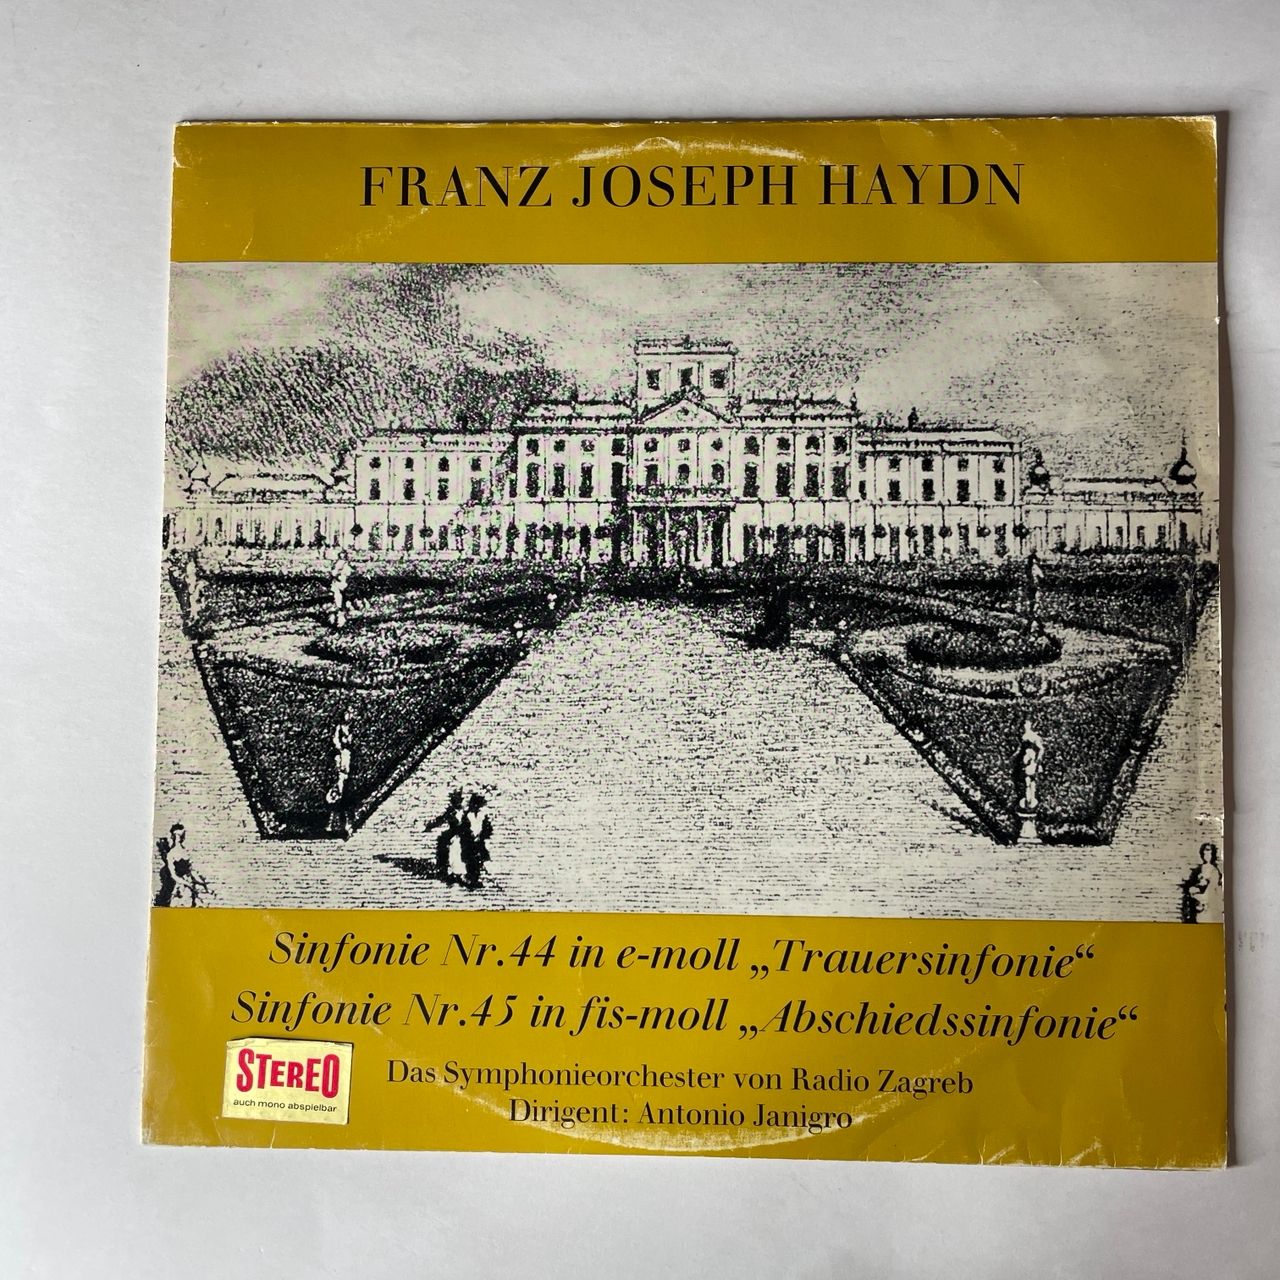 FRANZ JOSEPH HAYDN
Sinfonie Nr. 44 in e-moll „Trauersinfonie“
Sinfonie Nr. 45 in fis-moll „Abschiedssinfonie“
STEREO
auch mono abspielbar
Das Symphonieorchester von Radio Zagreb
Dirigent: Antonio Janigro